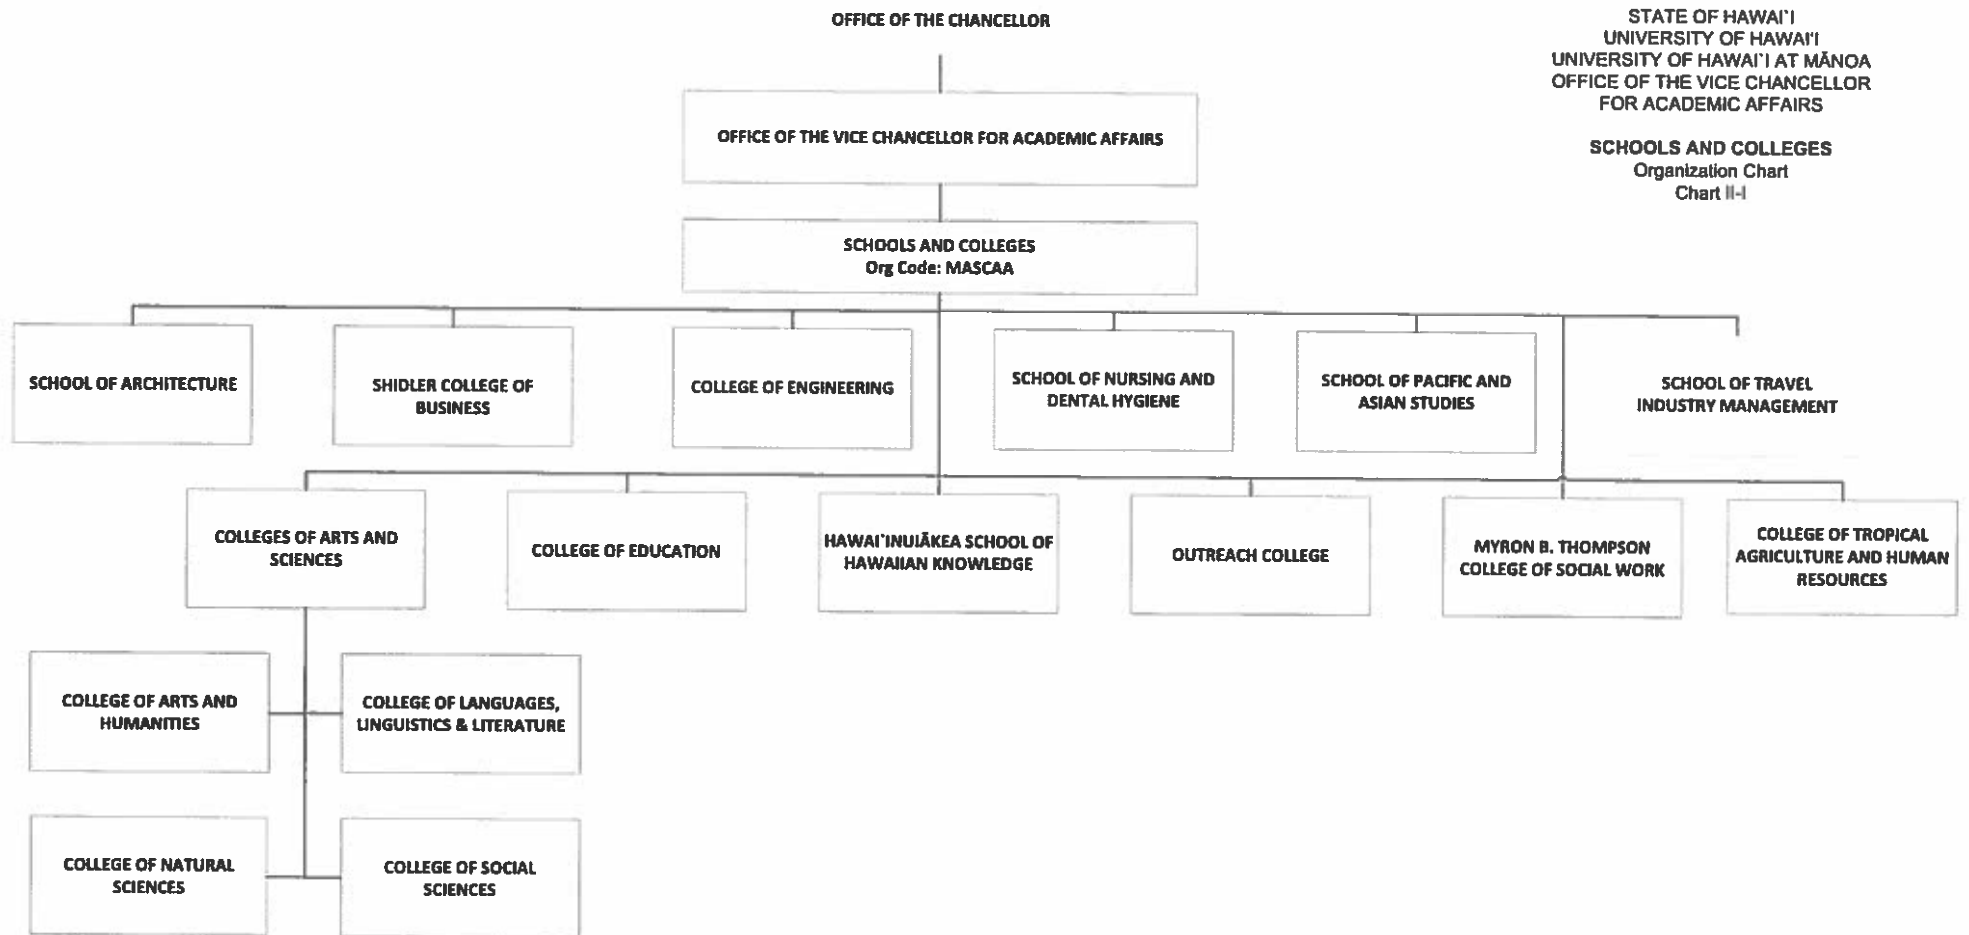 OFFICE OF THE CHANCELLOR
STATE OF HAWAI`I
UNIVERSITY OF HAWAI'I
UNIVERSITY OF HAWAI`I AT MĀNOA
OFFICE OF THE VICE CHANCELLOR
FOR ACADEMIC AFFAIRS
SCHOOLS AND COLLEGES
Organization Chart
Chart II-I
OFFICE OF THE VICE CHANCELLOR FOR ACADEMIC AFFAIRS
SCHOOLS AND COLLEGES
Org Code: MASCAA
SCHOOL OF ARCHITECTURE
SHIDLER COLLEGE OF
BUSINESS
COLLEGE OF ENGINEERING
SCHOOL OF NURSING AND
DENTAL HYGIENE
SCHOOL OF PACIFIC AND
ASIAN STUDIES
SCHOOL OF TRAVEL
INDUSTRY MANAGEMENT
COLLEGES OF ARTS AND
SCIENCES
COLLEGE OF EDUCATION
HAWAI`INUIĀKEA SCHOOL OF
HAWAIIAN KNOWLEDGE
OUTREACH COLLEGE
MYRON B. THOMPSON
COLLEGE OF SOCIAL WORK
COLLEGE OF TROPICAL
AGRICULTURE AND HUMAN
RESOURCES
COLLEGE OF ARTS AND
HUMANITIES
COLLEGE OF LANGUAGES,
LINGUISTICS & LITERATURE
COLLEGE OF NATURAL
SCIENCES
COLLEGE OF SOCIAL
SCIENCES